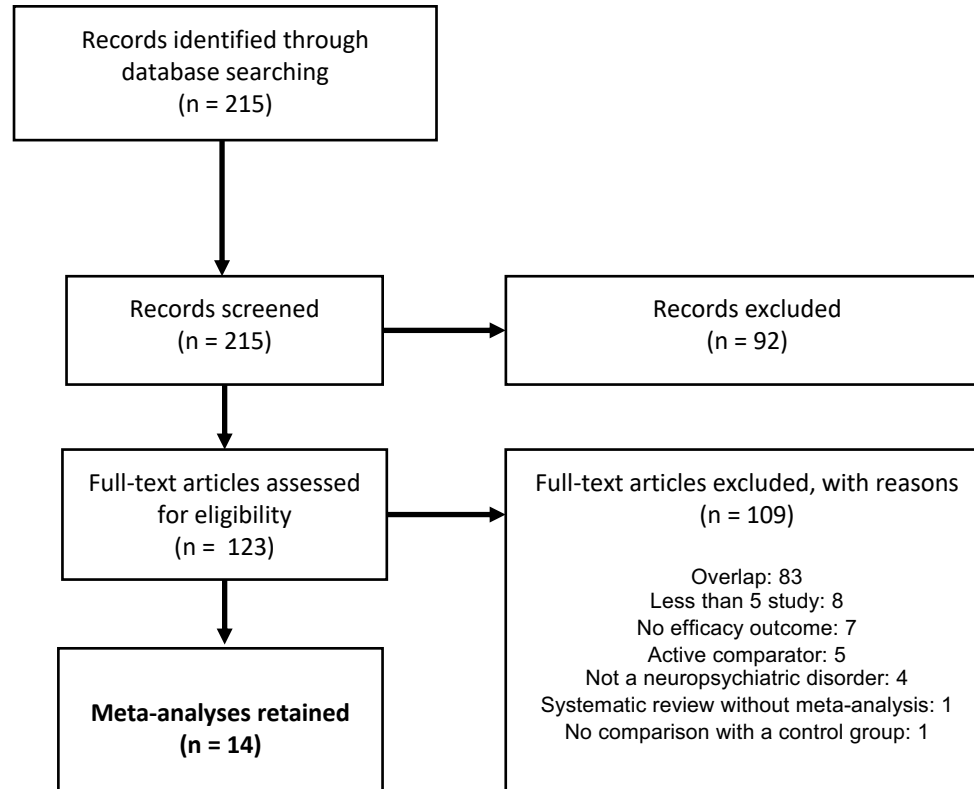 Records identified through
database searching
(n = 215)
Records screened
(n = 215)
Records excluded
(n = 92)
Full-text articles assessed
for eligibility
(n =  123)
Full-text articles excluded, with reasons
(n = 109)
Overlap: 83
Less than 5 study: 8
No efficacy outcome: 7
Active comparator: 5
Not a neuropsychiatric disorder: 4
Systematic review without meta-analysis: 1
No comparison with a control group: 1
Meta-analyses retained
(n = 14)